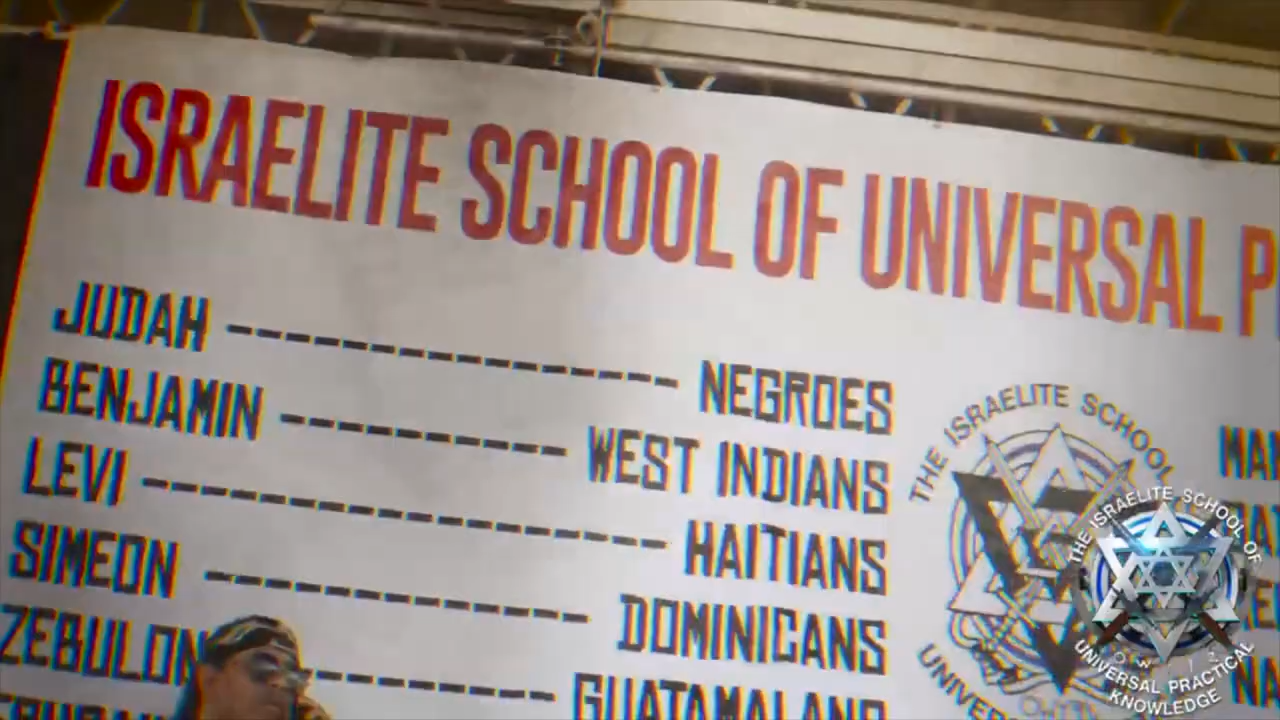 ISRAELITE SCHOOL OF UNIVERSAL P
JUDAH -------------------- NEGROES
BENJAMIN ------------ WEST INDIANS
LEVI -------------------- HAITIANS
SIMEON --------------- DOMINICANS
ZEBULON ---------- GUATAMALANS
THE ISRAELITE SCHOOL
THE ISRAELITE SCHOOL OF
UNIVERSAL PRACTICAL
KNOWLEDGE